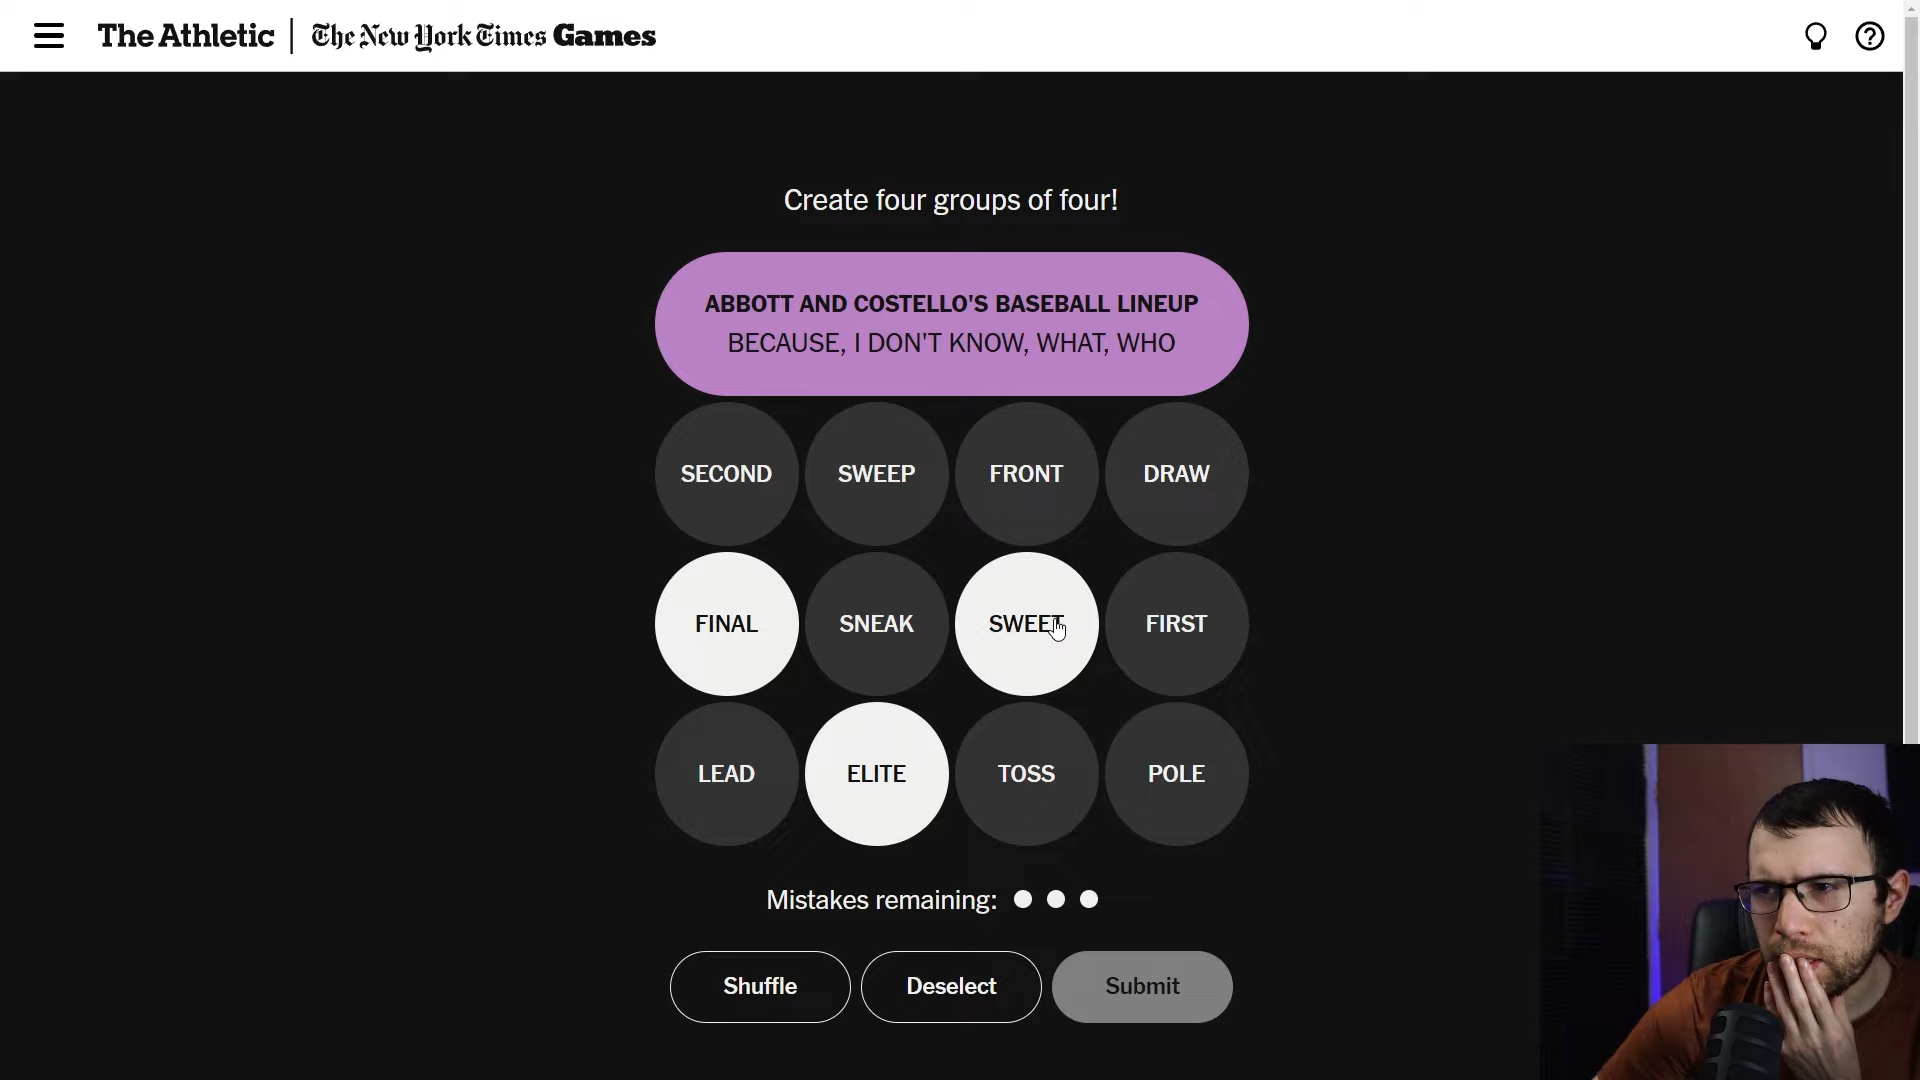 The Athletic | The New York Times Games
Create four groups of four!
ABBOTT AND COSTELLO'S BASEBALL LINEUP
BECAUSE, I DON'T KNOW, WHAT, WHO
SECOND SWEEP FRONT DRAW
FINAL SNEAK SWEET FIRST
LEAD ELITE TOSS POLE
Mistakes remaining:
Shuffle Deselect Submit